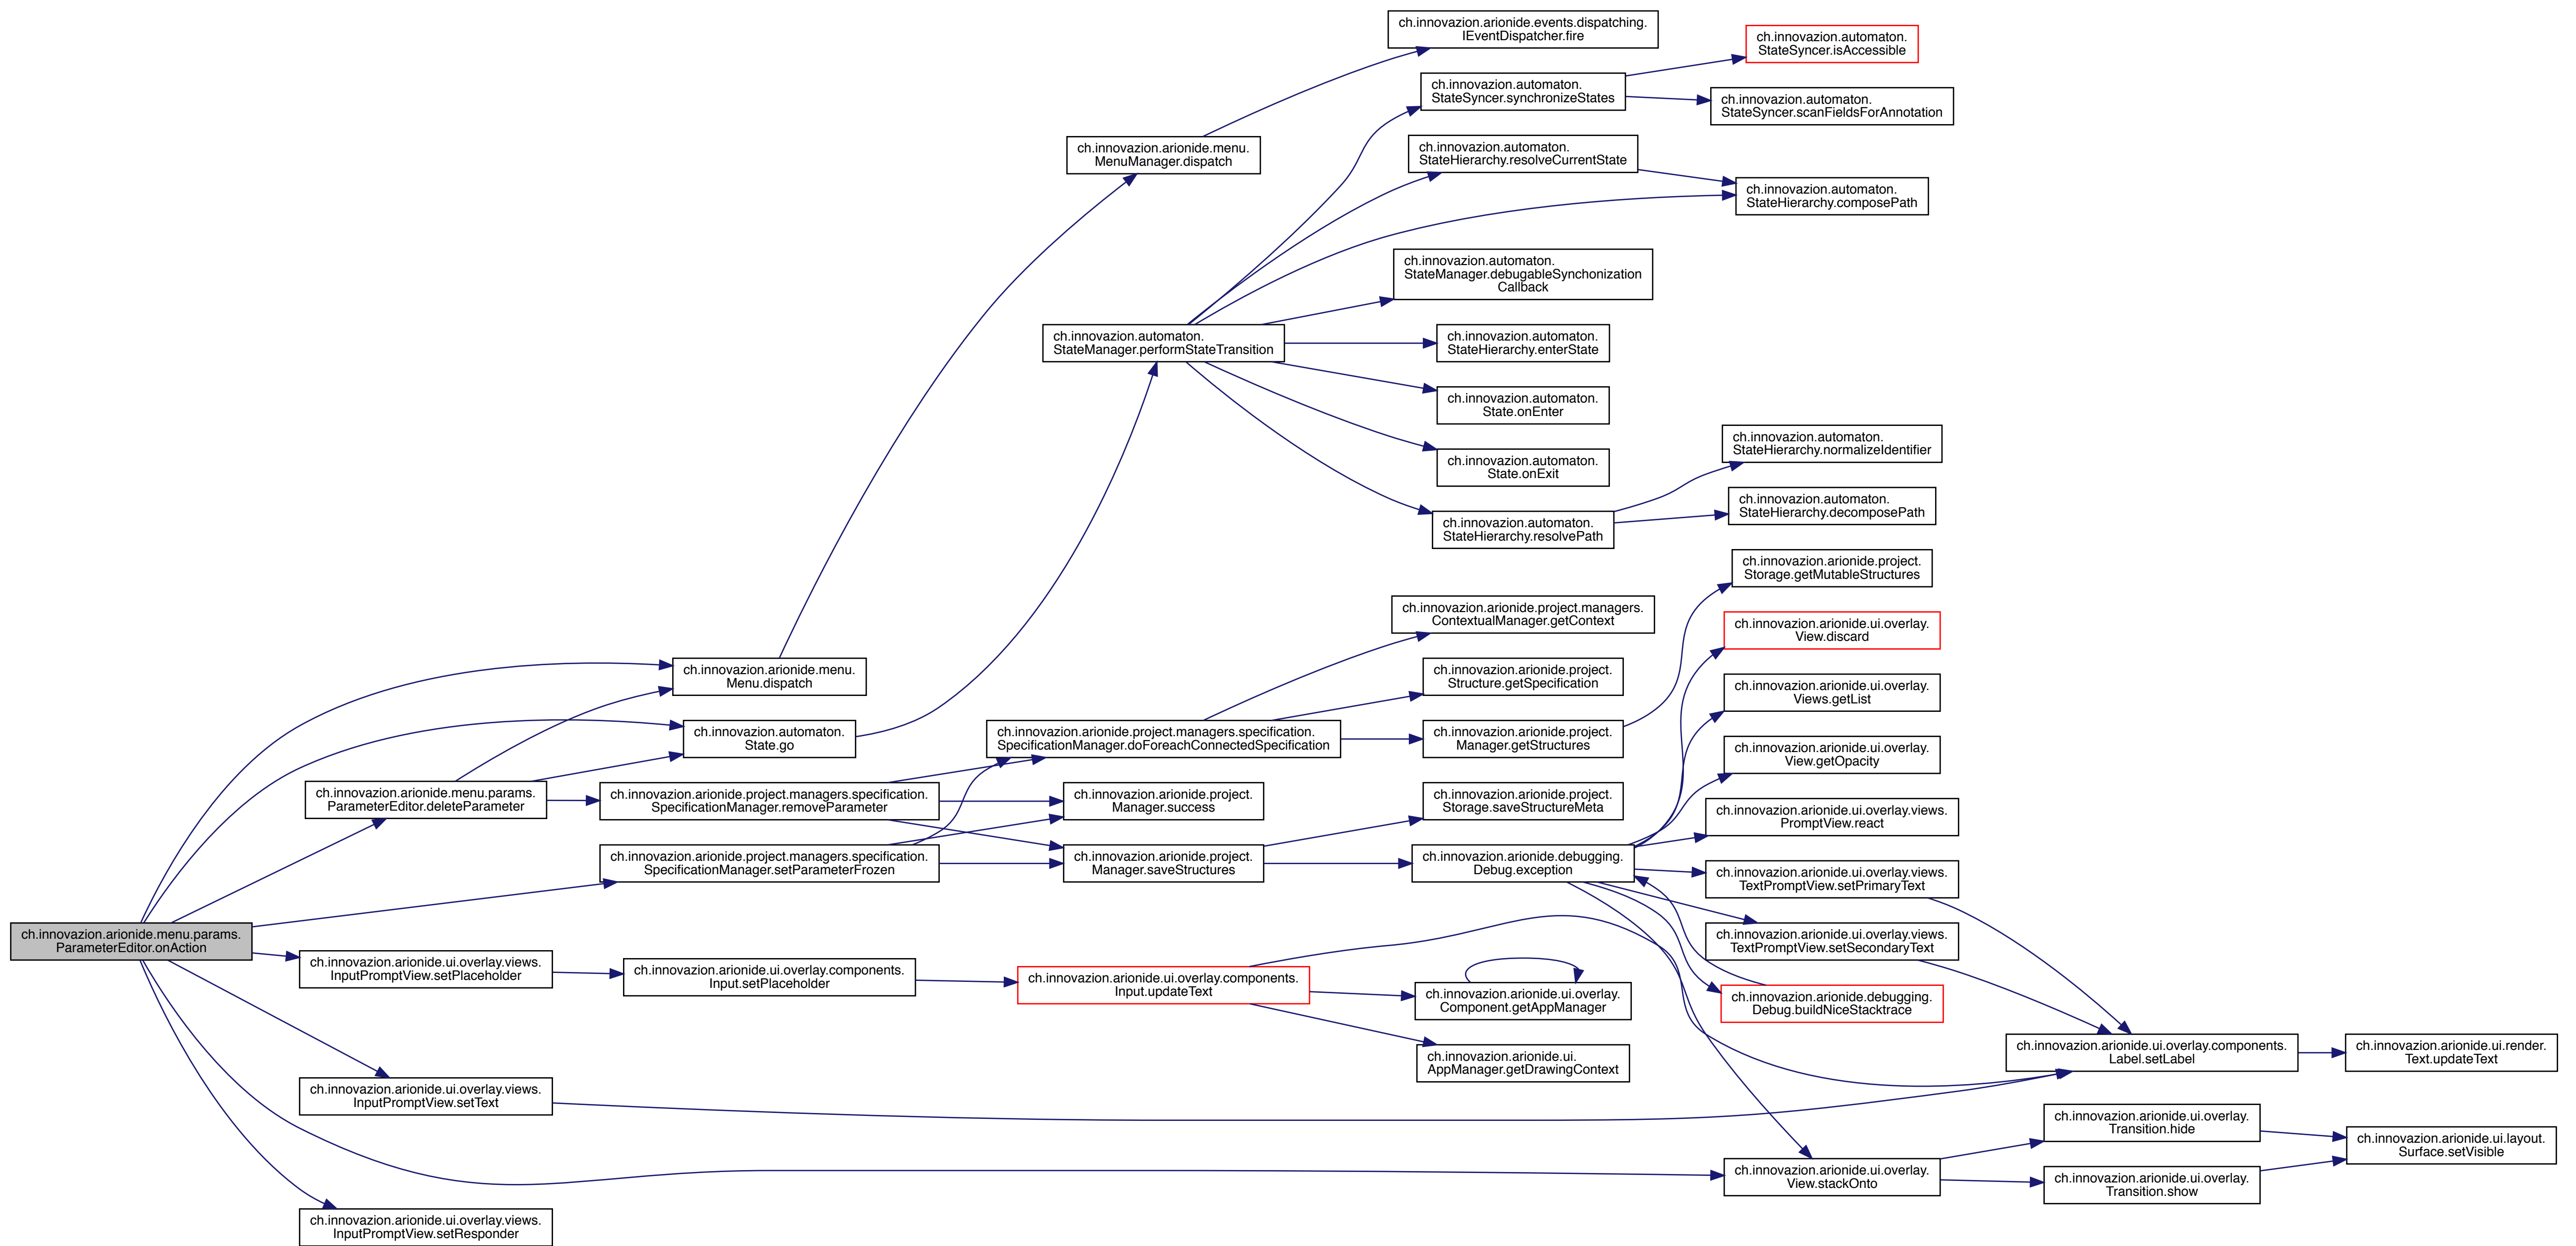 ch.innovazion.arionide.menu.params.
ParameterEditor.onAction
ch.innovazion.arionide.menu.
Menu.dispatch
ch.innovazion.automaton.
State.go
ch.innovazion.arionide.menu.params.
ParameterEditor.deleteParameter
ch.innovazion.arionide.project.managers.specification.
SpecificationManager.removeParameter
ch.innovazion.arionide.project.managers.specification.
SpecificationManager.setParameterFrozen
ch.innovazion.arionide.ui.overlay.views.
InputPromptView.setPlaceholder
ch.innovazion.arionide.ui.overlay.views.
InputPromptView.setText
ch.innovazion.arionide.ui.overlay.views.
InputPromptView.setResponder
ch.innovazion.arionide.ui.overlay.components.
Input.setPlaceholder
ch.innovazion.arionide.menu.
MenuManager.dispatch
ch.innovazion.automaton.
StateManager.performStateTransition
ch.innovazion.arionide.project.managers.specification.
SpecificationManager.doForeachConnectedSpecification
ch.innovazion.arionide.project.
Manager.success
ch.innovazion.arionide.project.
Manager.saveStructures
ch.innovazion.arionide.ui.overlay.components.
Input.updateText
ch.innovazion.arionide.events.dispatching.
IEventDispatcher.fire
ch.innovazion.automaton.
StateSyncer.synchronizeStates
ch.innovazion.automaton.
StateHierarchy.resolveCurrentState
ch.innovazion.automaton.
StateManager.debugableSynchonization
Callback
ch.innovazion.automaton.
StateHierarchy.enterState
ch.innovazion.automaton.
State.onEnter
ch.innovazion.automaton.
State.onExit
ch.innovazion.automaton.
StateHierarchy.resolvePath
ch.innovazion.arionide.project.managers.
ContextualManager.getContext
ch.innovazion.arionide.project.
Structure.getSpecification
ch.innovazion.arionide.project.
Manager.getStructures
ch.innovazion.arionide.project.
Storage.saveStructureMeta
ch.innovazion.arionide.debugging.
Debug.exception
ch.innovazion.arionide.ui.overlay.
Component.getAppManager
ch.innovazion.arionide.ui.
AppManager.getDrawingContext
ch.innovazion.automaton.
StateSyncer.isAccessible
ch.innovazion.automaton.
StateSyncer.scanFieldsForAnnotation
ch.innovazion.automaton.
StateHierarchy.composePath
ch.innovazion.automaton.
StateHierarchy.normalizeIdentifier
ch.innovazion.automaton.
StateHierarchy.decomposePath
ch.innovazion.arionide.project.
Storage.getMutableStructures
ch.innovazion.arionide.ui.overlay.
View.discard
ch.innovazion.arionide.ui.overlay.
Views.getList
ch.innovazion.arionide.ui.overlay.
View.getOpacity
ch.innovazion.arionide.ui.overlay.views.
PromptView.react
ch.innovazion.arionide.ui.overlay.views.
TextPromptView.setPrimaryText
ch.innovazion.arionide.ui.overlay.views.
TextPromptView.setSecondaryText
ch.innovazion.arionide.debugging.
Debug.buildNiceStacktrace
ch.innovazion.arionide.ui.overlay.
View.stackOnto
ch.innovazion.arionide.ui.overlay.components.
Label.setLabel
ch.innovazion.arionide.ui.overlay.
Transition.hide
ch.innovazion.arionide.ui.overlay.
Transition.show
ch.innovazion.arionide.ui.render.
Text.updateText
ch.innovazion.arionide.ui.layout.
Surface.setVisible